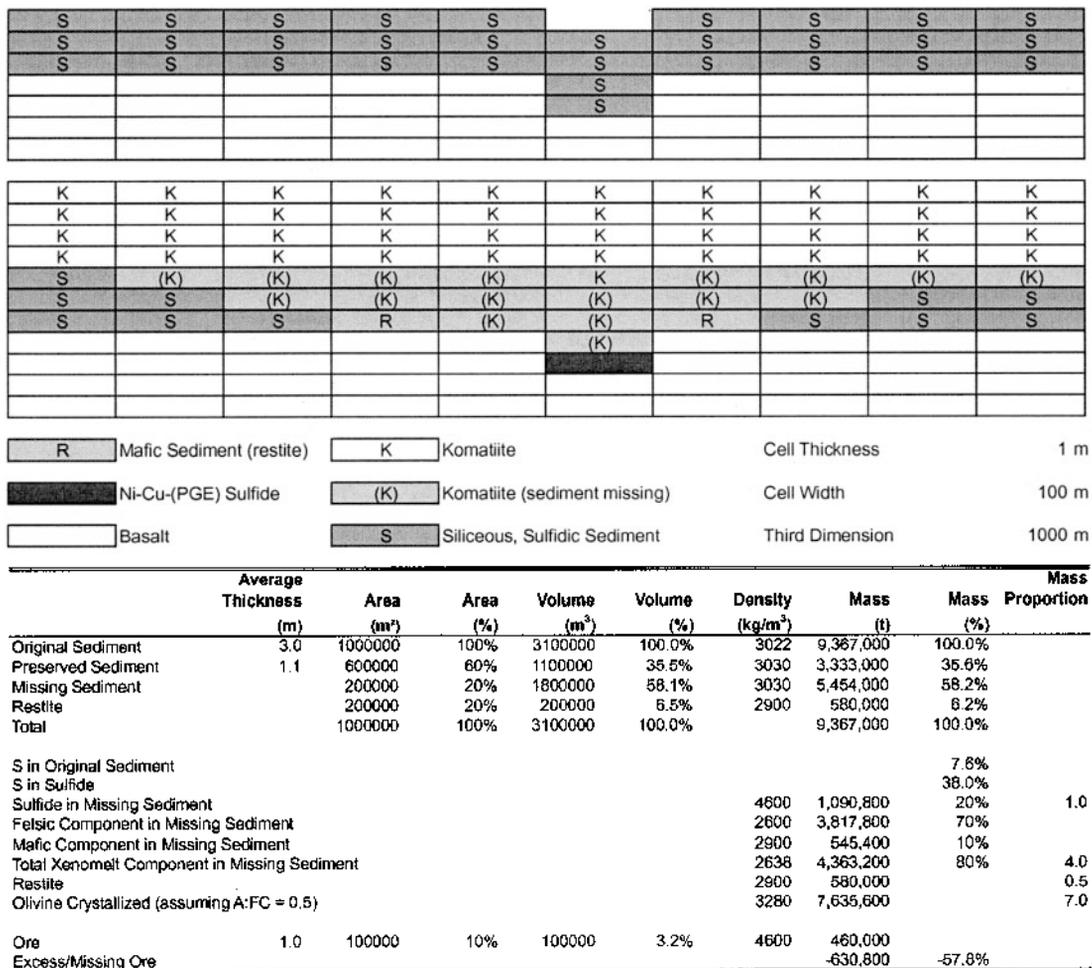 S S S S S S S S S
S S S S S S S S S S
S S S S S S S S S S
S
S
K K K K K K K K K K
K K K K K K K K K K
K K K K K K K K K K
K K K K K K K K K K
S (K) (K) (K) (K) K (K) (K) (K) (K)
S S (K) (K) (K) (K) (K) (K) S S
S S S R (K) (K) R S S S
(K)
R Mafic Sediment (restite) K Komatiite Cell Thickness 1 m
Ni-Cu-(PGE) Sulfide (K) Komatiite (sediment missing) Cell Width 100 m
Basalt S Siliceous, Sulfidic Sediment Third Dimension 1000 m
Average Mass
Thickness Area Area Volume Volume Density Mass Mass Proportion
(m) (m²) (%) (m³) (%) (kg/m³) (t) (%)
Original Sediment 3.0 1000000 100% 3100000 100.0% 3022 9,367,000 100.0%
Preserved Sediment 1.1 600000 60% 1100000 35.5% 3030 3,333,000 35.6%
Missing Sediment 200000 20% 1800000 58.1% 3030 5,454,000 58.2%
Restite 200000 20% 200000 6.5% 2900 580,000 6.2%
Total 1000000 100% 3100000 100.0% 9,367,000 100.0%
S in Original Sediment 7.6%
S in Sulfide 38.0%
Sulfide in Missing Sediment 4600 1,090,800 20% 1.0
Felsic Component in Missing Sediment 2600 3,817,800 70%
Mafic Component in Missing Sediment 2900 545,400 10%
Total Xenomelt Component in Missing Sediment 2638 4,363,200 80% 4.0
Restite 2900 580,000 0.5
Olivine Crystallized (assuming A:FC = 0.5) 3280 7,635,600 7.0
Ore 1.0 100000 10% 100000 3.2% 4600 460,000
Excess/Missing Ore -630,800 -57.8%